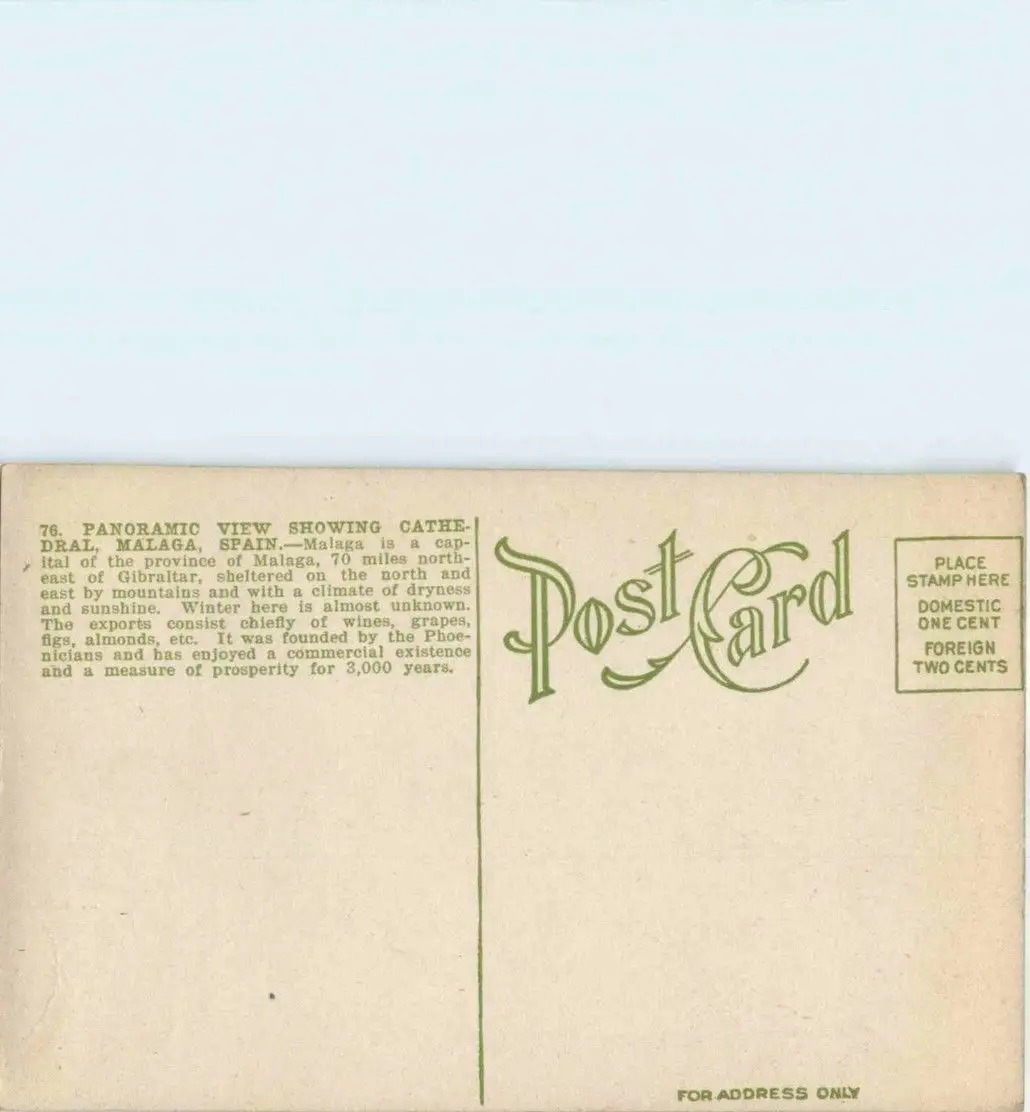 76. PANORAMIC VIEW SHOWING CATHE-
DRAL, MALAGA, SPAIN.—Malaga is a cap-
ital of the province of Malaga, 70 miles north-
east of Gibraltar, sheltered on the north and
east by mountains and with a climate of dryness
and sunshine. Winter here is almost unknown.
The exports consist chiefly of wines, grapes,
figs, almonds, etc. It was founded by the Phoe-
nicians and has enjoyed a commercial existence
and a measure of prosperity for 3,000 years.
Post Card
PLACE
STAMP HERE
DOMESTIC
ONE CENT
FOREIGN
TWO CENTS
FOR ADDRESS ONLY